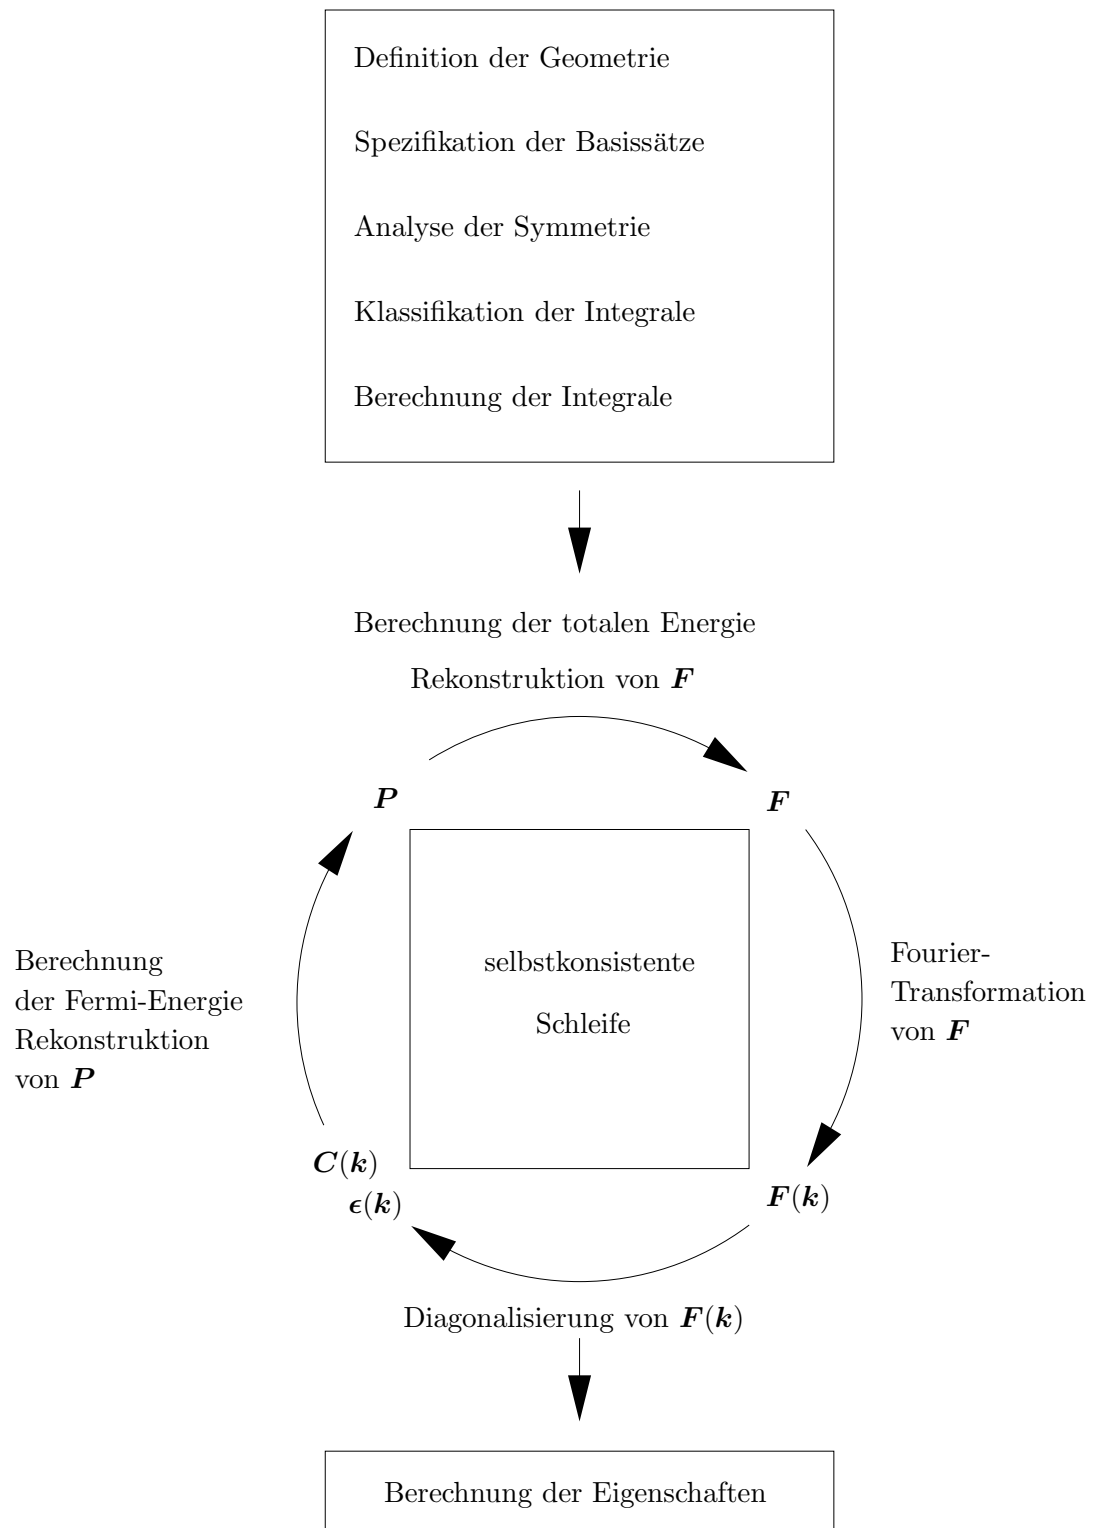 Definition der Geometrie
Spezifikation der Basissätze
Analyse der Symmetrie
Klassifikation der Integrale
Berechnung der Integrale
Berechnung der totalen Energie
Rekonstruktion von F
P
F
selbstkonsistente
Schleife
Berechnung
der Fermi-Energie
Rekonstruktion
von P
Fourier-
Transformation
von F
C(k)
ϵ(k)
F(k)
Diagonalisierung von F(k)
Berechnung der Eigenschaften